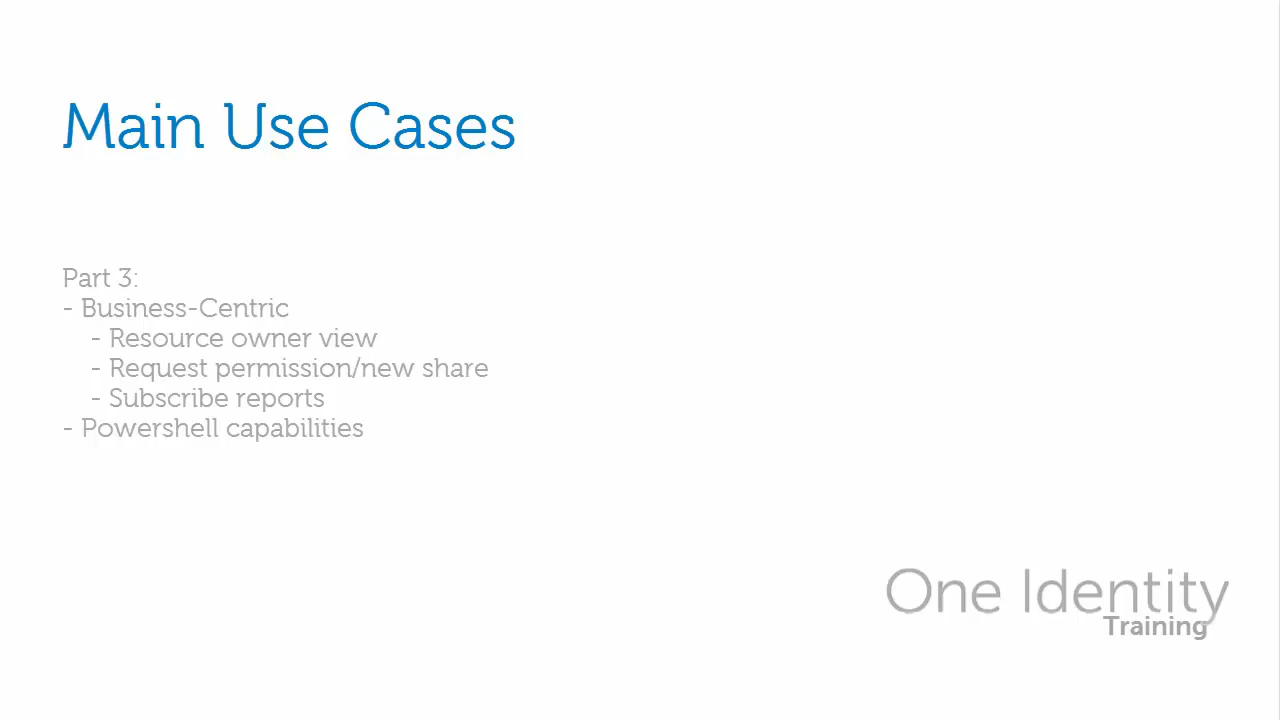 Main Use Cases
Part 3:
- Business-Centric
- Resource owner view
- Request permission/new share
- Subscribe reports
- Powershell capabilities
One Identity
Training